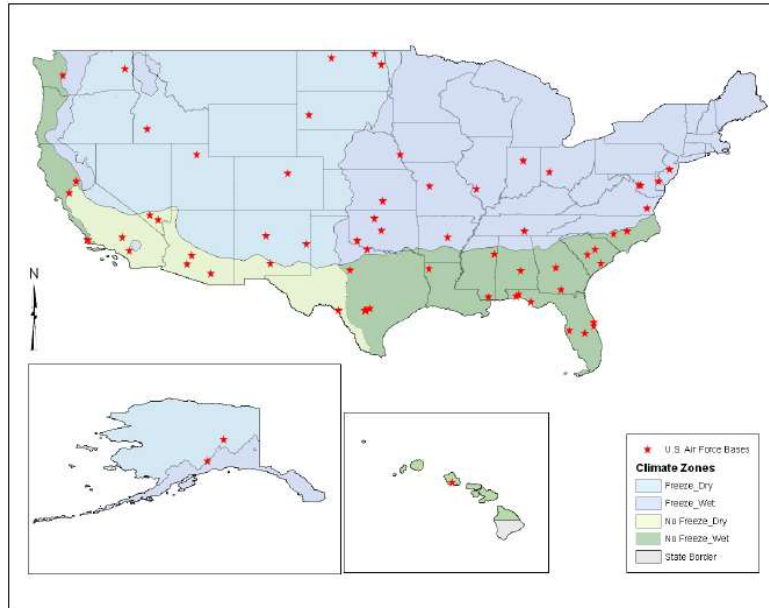 N
U.S. Air Force Bases
Climate Zones
Freeze_Dry
Freeze_Wet
No Freeze_Dry
No Freeze_Wet
State Border